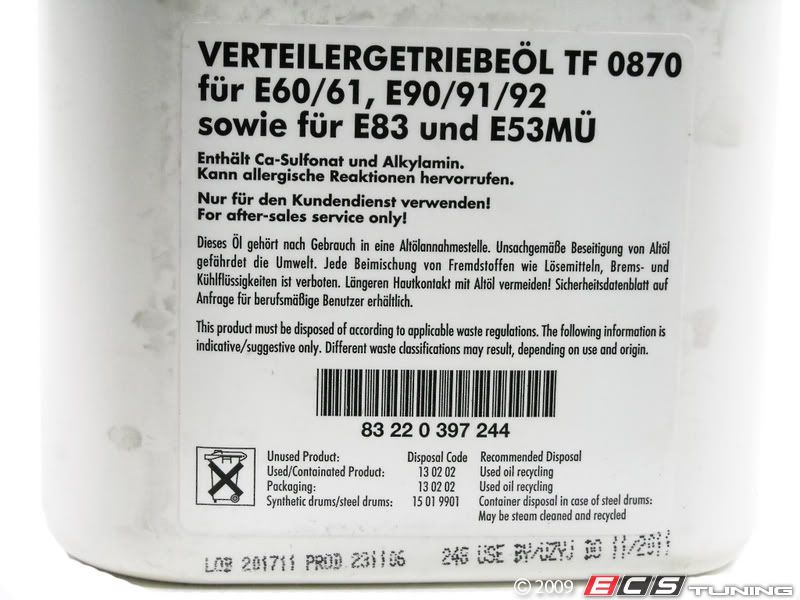 VERTEILERGETRIEBEÖL TF 0870
für E60/61, E90/91/92
sowie für E83 und E53MÜ
Enthält Ca-Sulfonat und Alkylamin.
Kann allergische Reaktionen hervorrufen.
Nur für den Kundendienst verwenden!
For after-sales service only!
Dieses Öl gehört nach Gebrauch in eine Altölannahmestelle. Unsachgemäße Beseitigung von Altöl
gefährdet die Umwelt. Jede Beimischung von Fremdstoffen wie Lösemitteln, Brems- und
Kühlflüssigkeiten ist verboten. Längeren Hautkontakt mit Altöl vermeiden! Sicherheitsdatenblatt auf
Anfrage für berufsmäßige Benutzer erhältlich.
This product must be disposed of according to applicable waste regulations. The following information is
indicative/suggestive only. Different waste classifications may result, depending on use and origin.
83 22 0 397 244
Unused Product: Disposal Code Recommended Disposal
Used/Containated Product: 13 02 02 Used oil recycling
Packaging: 13 02 02 Used oil recycling
Synthetic drums/steel drums: 15 01 9901 Container disposal in case of steel drums:
May be steam cleaned and recycled
201711 PROD 231106 246 USE 11/2011
© 2009 ECS TUNING